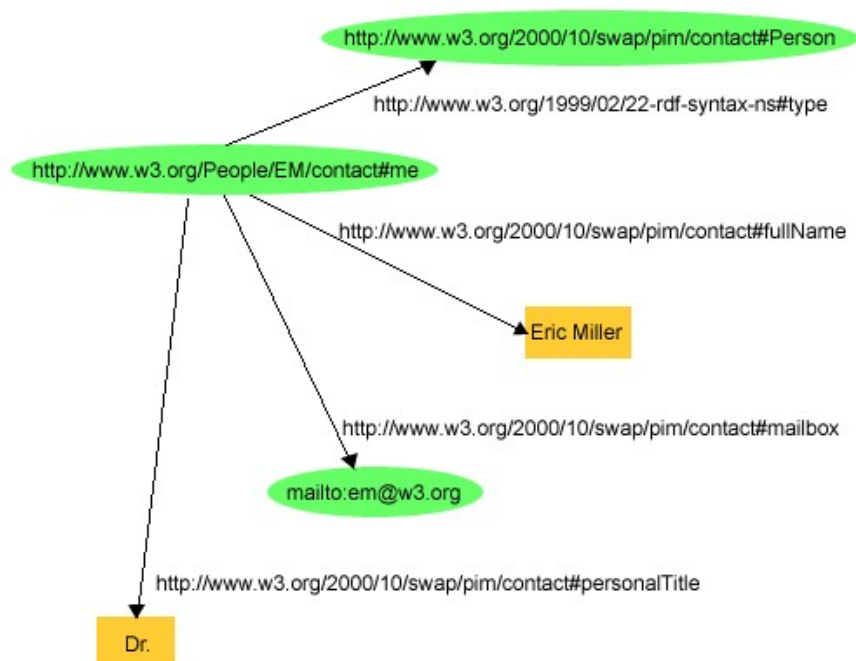 http://www.w3.org/2000/10/swap/pim/contact#Person
http://www.w3.org/1999/02/22-rdf-syntax-ns#type
http://www.w3.org/People/EM/contact#me
http://www.w3.org/2000/10/swap/pim/contact#fullName
Eric Miller
http://www.w3.org/2000/10/swap/pim/contact#mailbox
mailto:em@w3.org
http://www.w3.org/2000/10/swap/pim/contact#personalTitle
Dr.